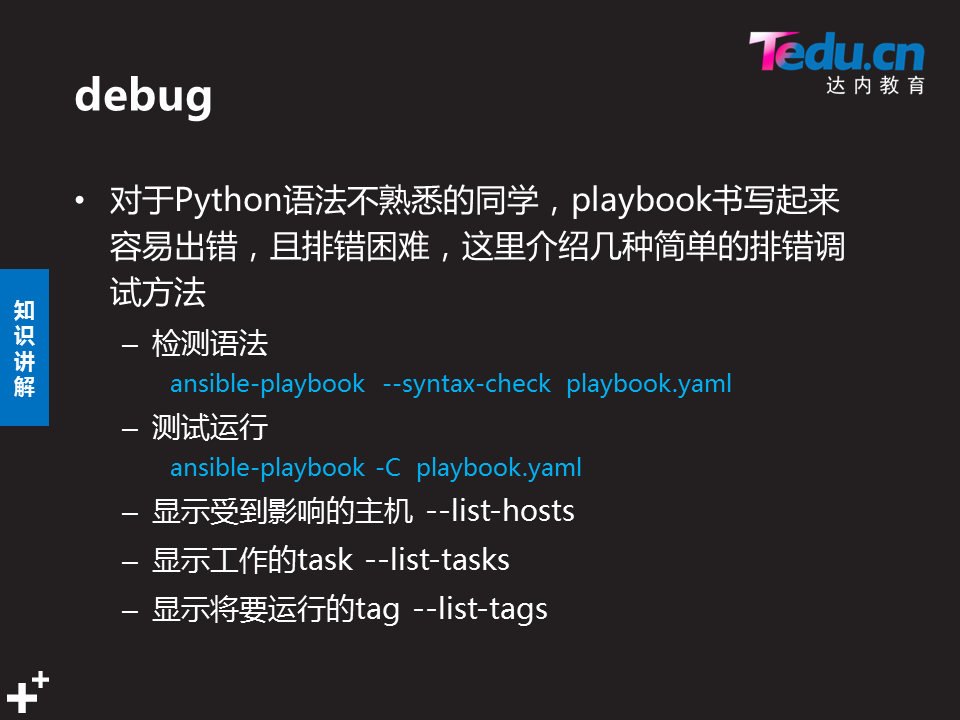 Tedu.cn
达内教育
debug
• 对于Python语法不熟悉的同学，playbook书写起来
容易出错，且排错困难，这里介绍几种简单的排错调
试方法
– 检测语法
ansible-playbook --syntax-check playbook.yaml
– 测试运行
ansible-playbook -C playbook.yaml
– 显示受到影响的主机 --list-hosts
– 显示工作的task --list-tasks
– 显示将要运行的tag --list-tags
知
识
讲
解